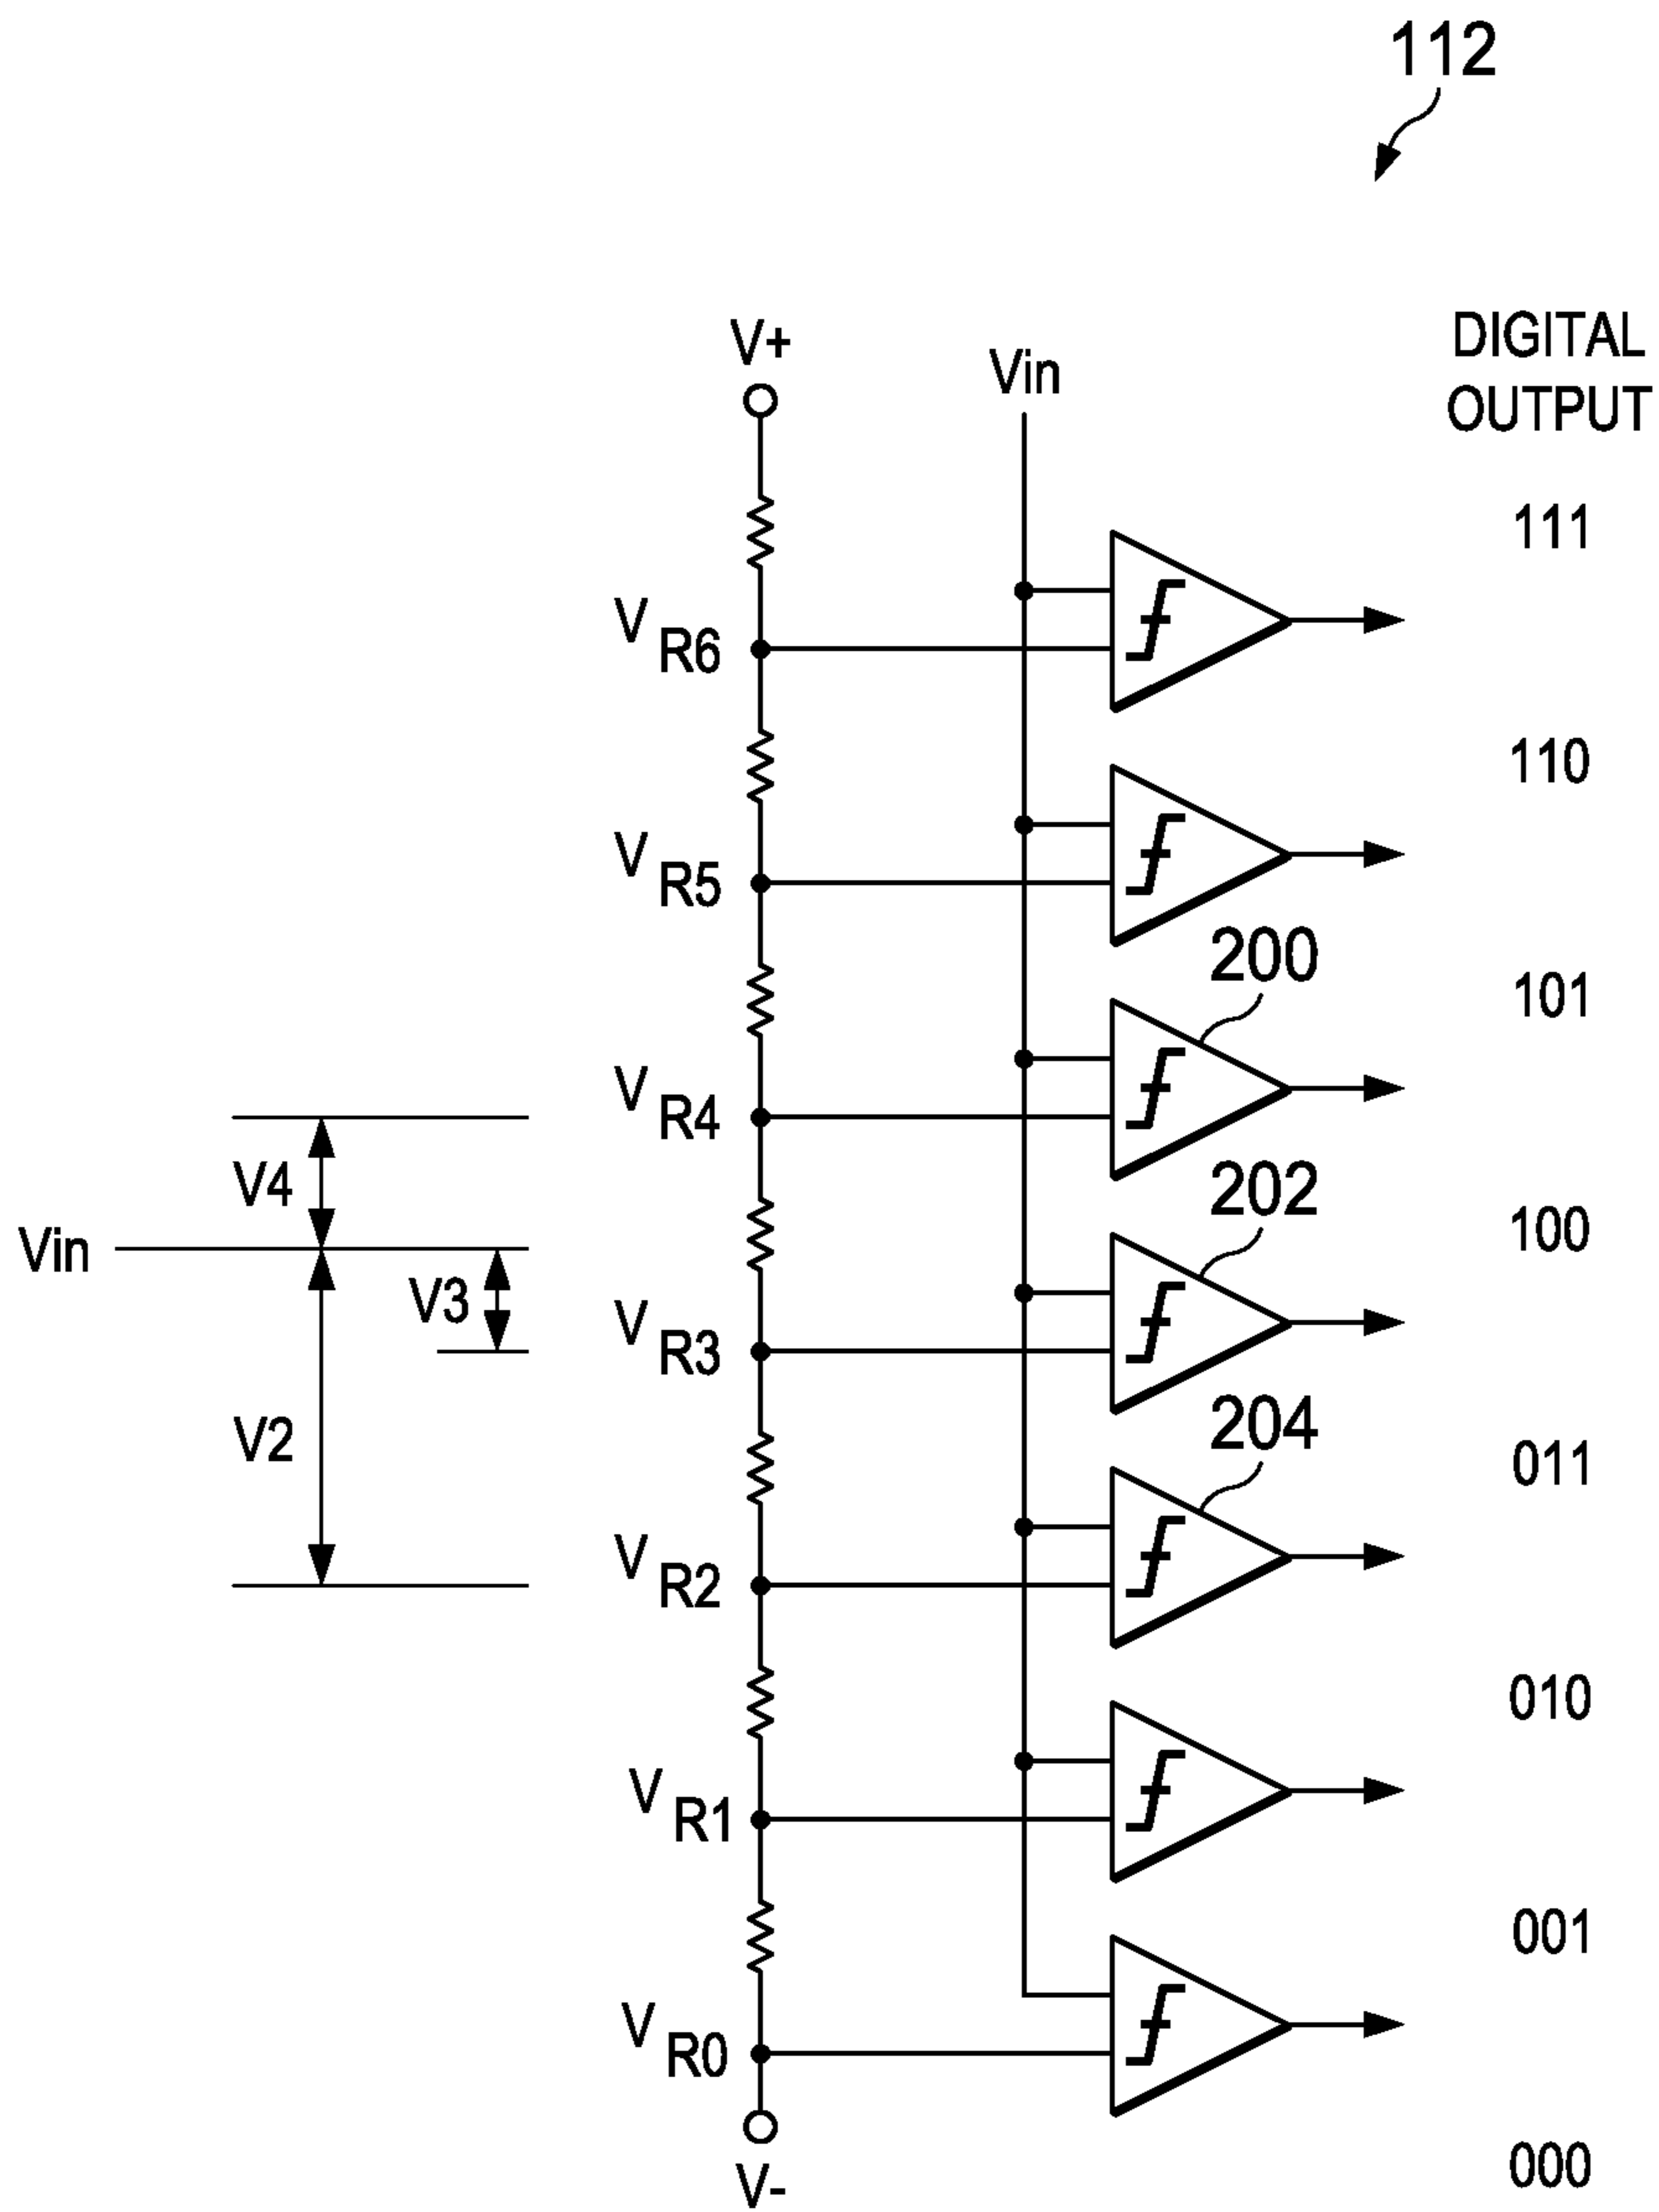 112
DIGITAL
OUTPUT
V+
Vin
111
VR6
110
VR5
200
101
VR4
202
V4
100
Vin
V3
VR3
204
V2
011
VR2
010
VR1
001
VR0
V-
000